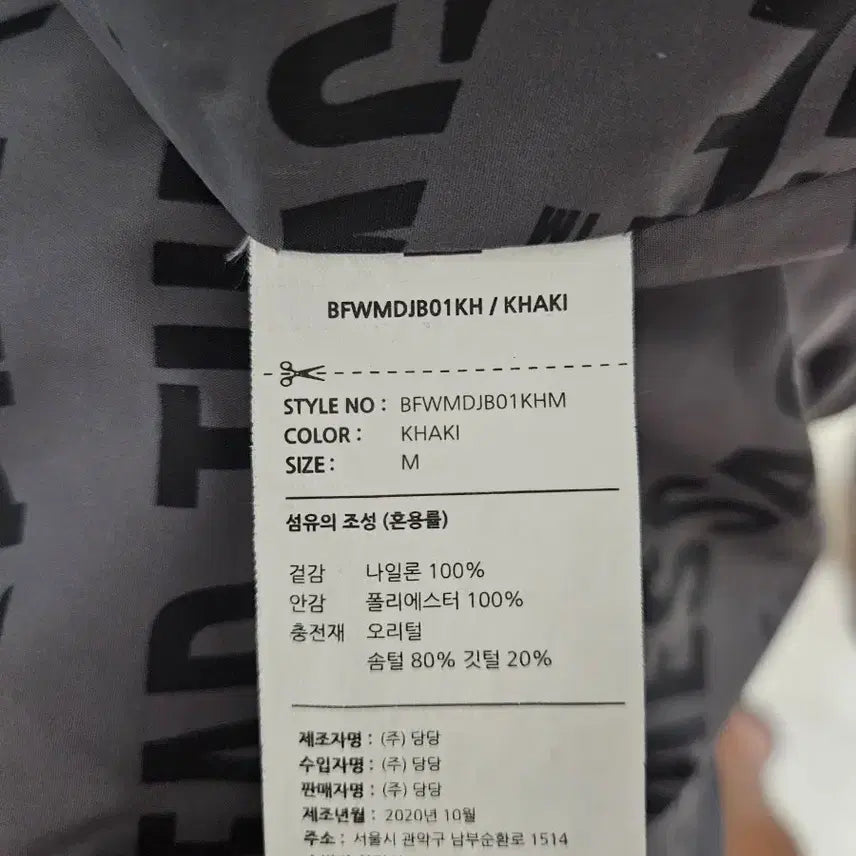 BFWMDJB01KH / KHAKI
STYLE NO : BFWMDJB01KHM
COLOR : KHAKI
SIZE : M
섬유의 조성 (혼용률)
겉감 나일론 100%
안감 폴리에스터 100%
충전재 오리털
솜털 80% 깃털 20%
제조자명 : (주) 당당
수입자명 : (주) 당당
판매자명 : (주) 당당
제조년월 : 2020년 10월
주소 : 서울시 관악구 남부순환로 1514